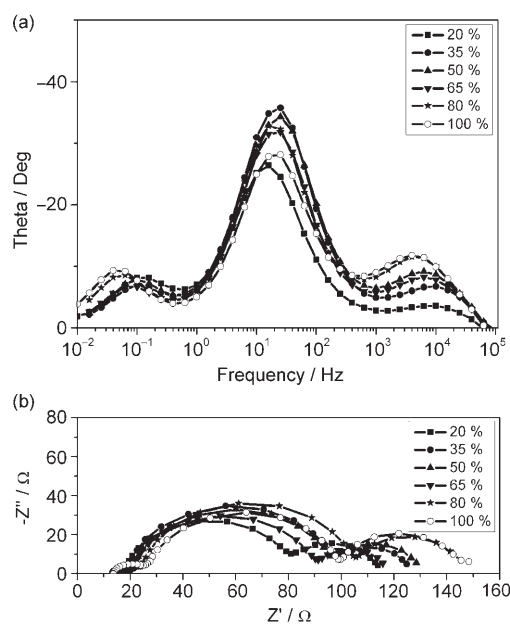 (a)
−40
−20
0
Theta / Deg
20 %
35 %
50 %
65 %
80 %
100 %
10⁻² 10⁻¹ 10⁰ 10¹ 10² 10³ 10⁴ 10⁵
Frequency / Hz
(b)
80
60
40
20
0
-Z'' / Ω
20 %
35 %
50 %
65 %
80 %
100 %
0 20 40 60 80 100 120 140 160
Z' / Ω